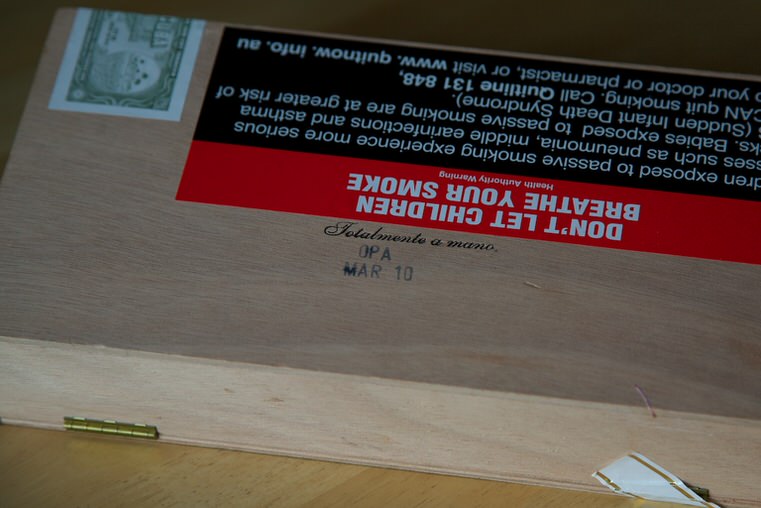 DON'T LET CHILDREN
BREATHE YOUR SMOKE
Health Authority Warning
dren exposed to passive smoking experience more serious
esses such as pneumonia, middle earinfections and asthma
cks. Babies exposed to passive smoking are at greater risk of
S (Sudden Infant Death Syndrome).
CAN quit smoking. Call Quitline 131 848,
o your doctor or pharmacist, or visit www. quitnow. info. au
Totalmente a mano.
OPA
MAR 10